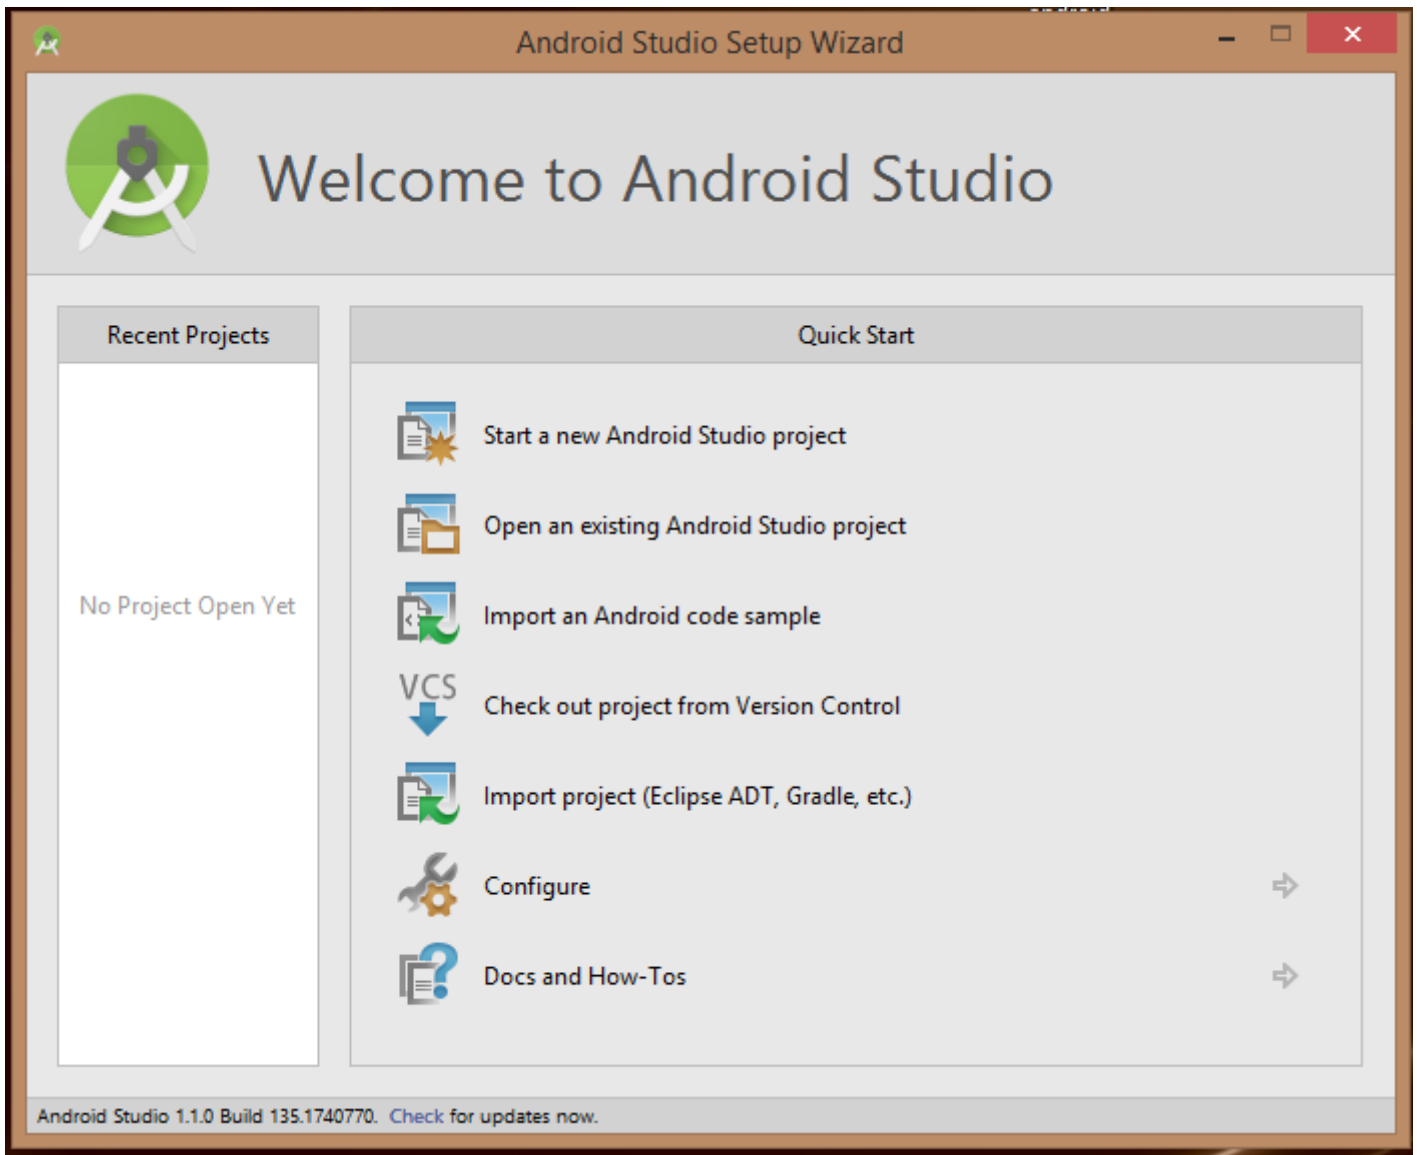 Android Studio Setup Wizard
Welcome to Android Studio
Recent Projects
No Project Open Yet
Quick Start
Start a new Android Studio project
Open an existing Android Studio project
Import an Android code sample
VCS
Check out project from Version Control
Import project (Eclipse ADT, Gradle, etc.)
Configure
Docs and How-Tos
Android Studio 1.1.0 Build 135.1740770. Check for updates now.